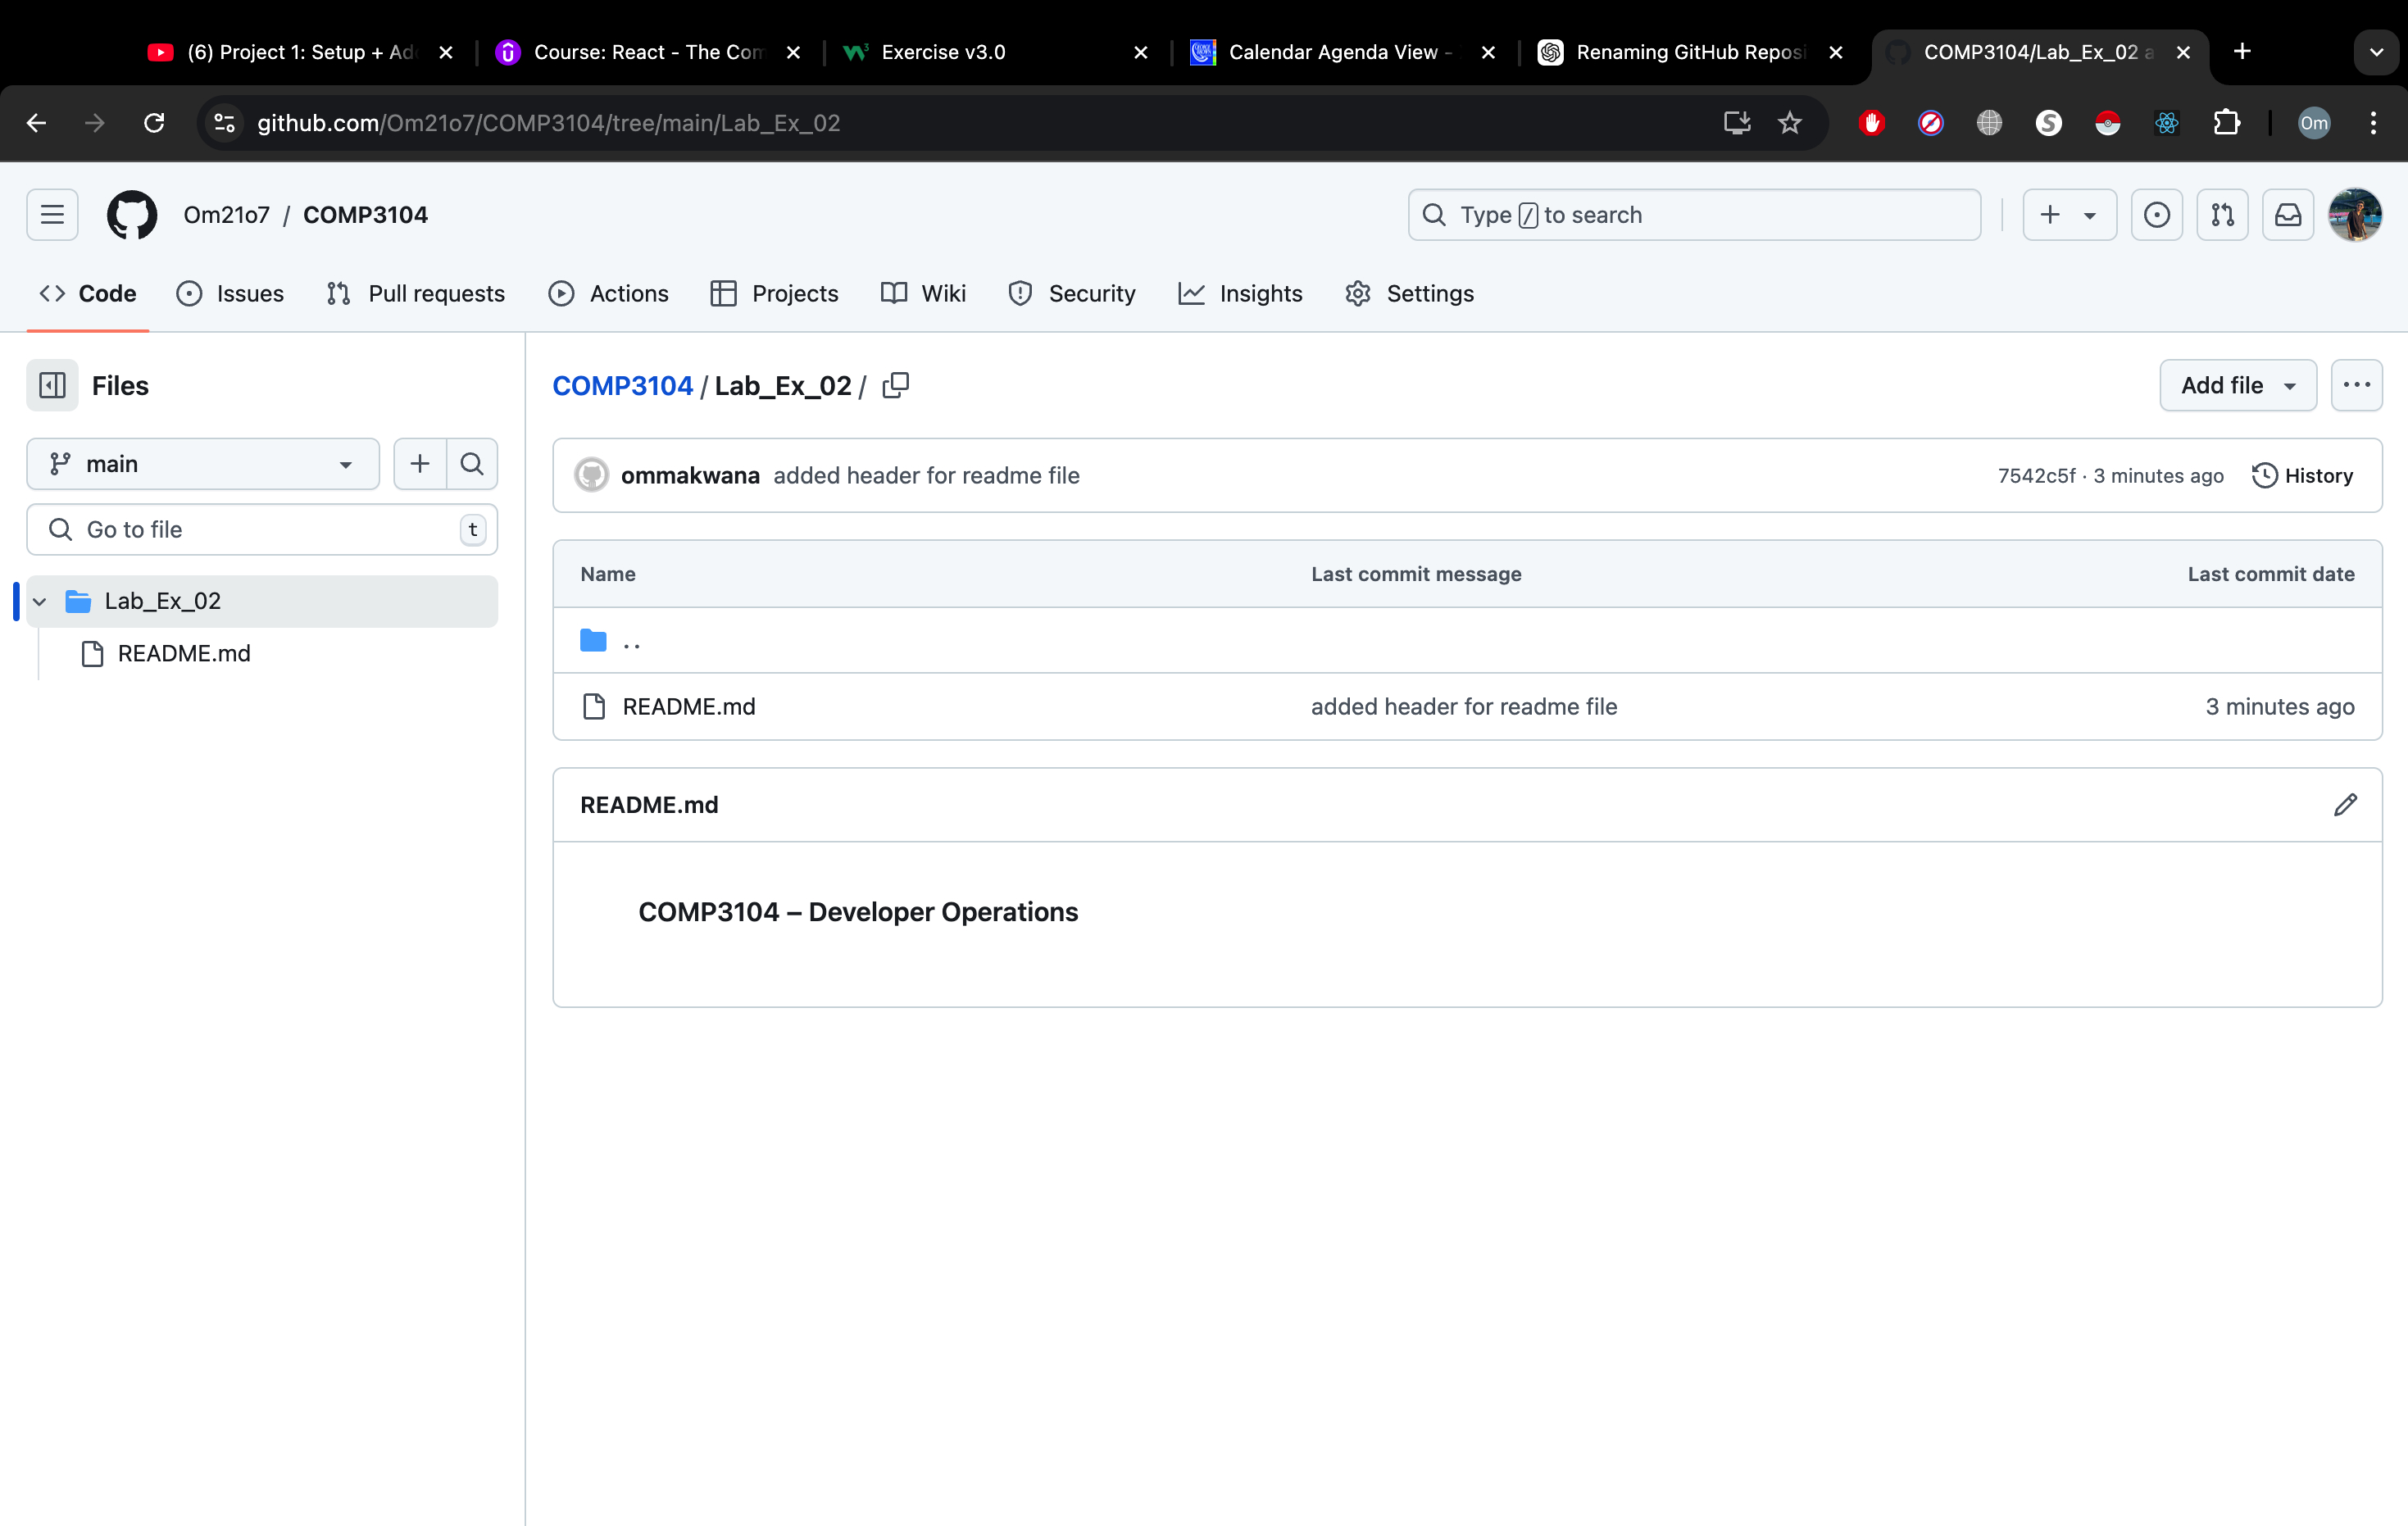 (6) Project 1: Setup + Ad
Course: React - The Com
Exercise v3.0
Calendar Agenda View -
Renaming GitHub Reposi
COMP3104/Lab_Ex_02 a
github.com/Om21o7/COMP3104/tree/main/Lab_Ex_02
Om
Om21o7 / COMP3104
Type / to search
Code
Issues
Pull requests
Actions
Projects
Wiki
Security
Insights
Settings
Files
COMP3104 / Lab_Ex_02 /
Add file
main
ommakwana added header for readme file
7542c5f · 3 minutes ago
History
Go to file
t
Name
Last commit message
Last commit date
Lab_Ex_02
..
README.md
README.md
added header for readme file
3 minutes ago
README.md
COMP3104 – Developer Operations